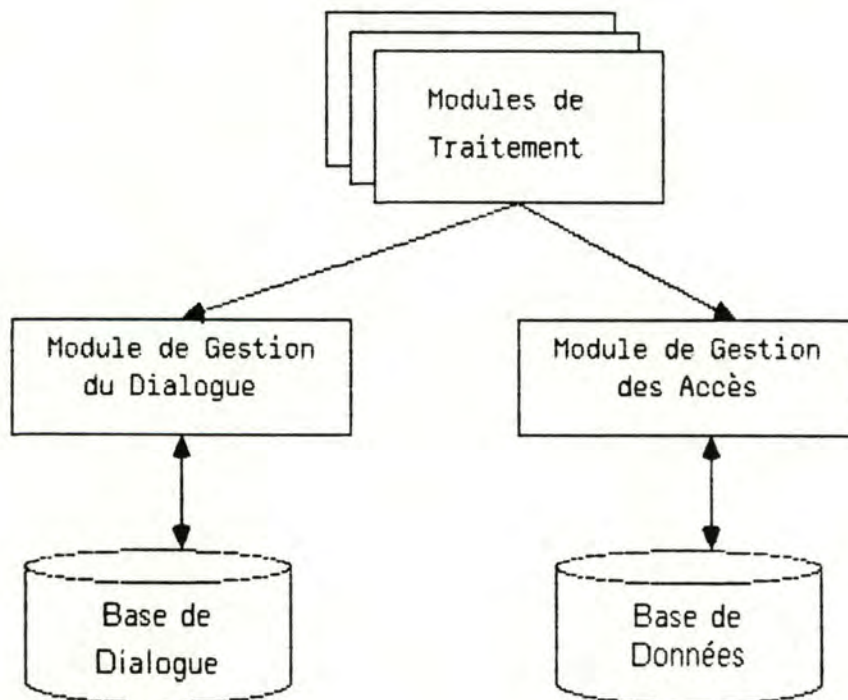 Modules de
Traitement
Module de Gestion
du Dialogue
Module de Gestion
des Accès
Base de
Dialogue
Base de
Données